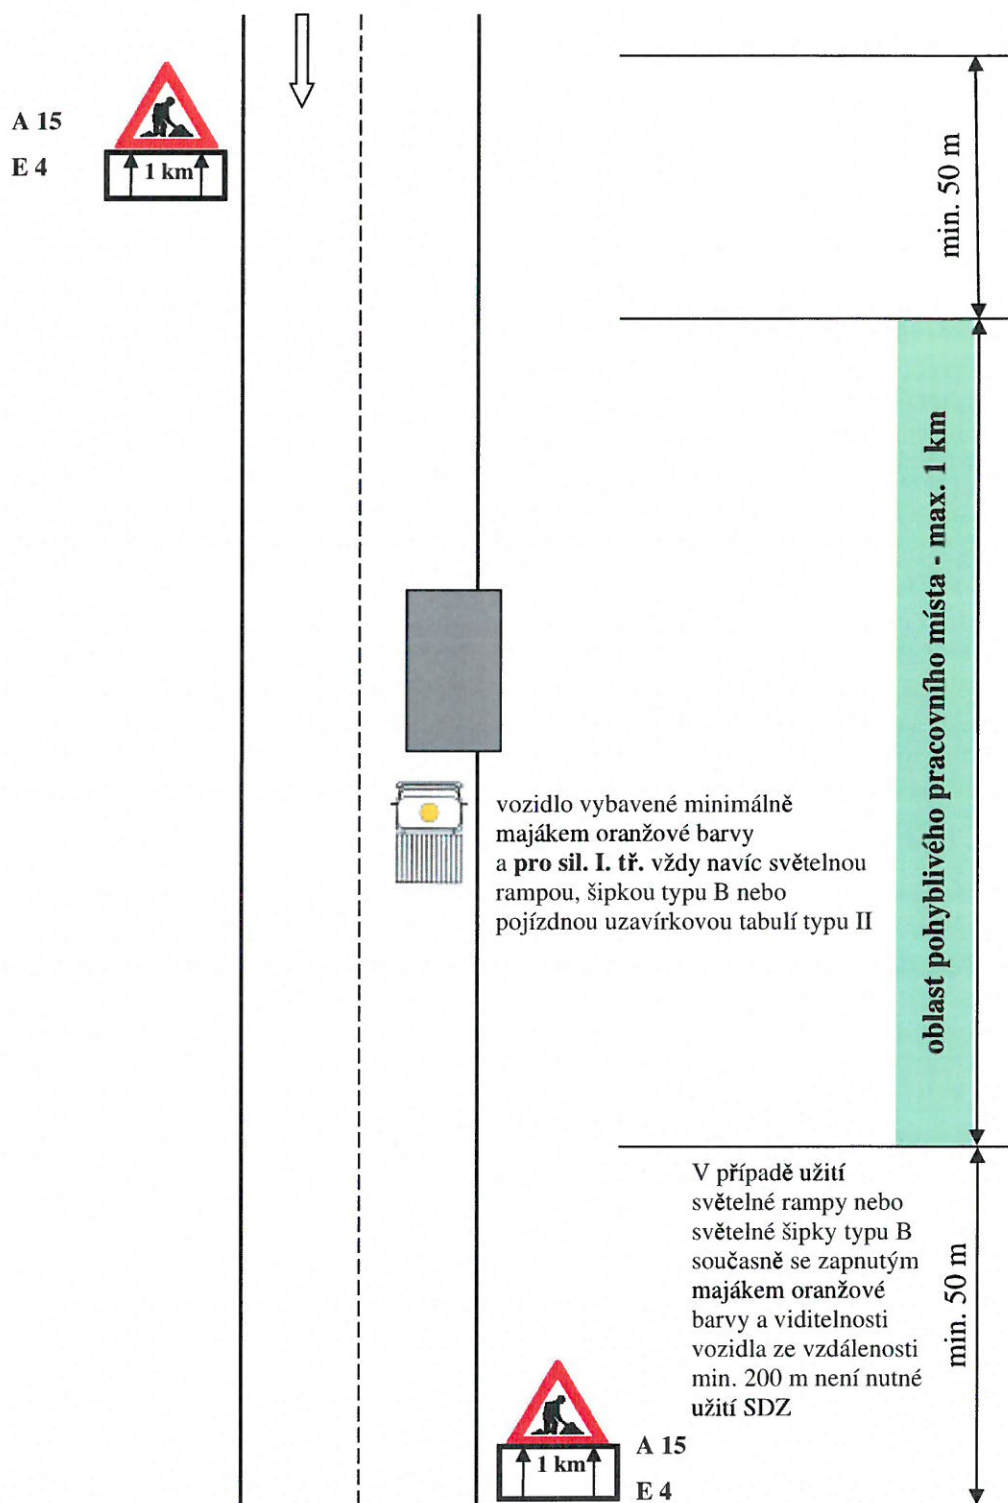 A 15
E 4
1 km
min. 50 m
oblast pohyblivého pracovního místa - max. 1 km
vozidlo vybavené minimálně
majákem oranžové barvy
a pro sil. I. tř. vždy navíc světelnou
rampou, šipkou typu B nebo
pojízdnou uzavírkovou tabulí typu II
V případě užití
světelné rampy nebo
světelné šipky typu B
současně se zapnutým
majákem oranžové
barvy a viditelnosti
vozidla ze vzdálenosti
min. 200 m není nutné
užití SDZ
min. 50 m
1 km
A 15
E 4